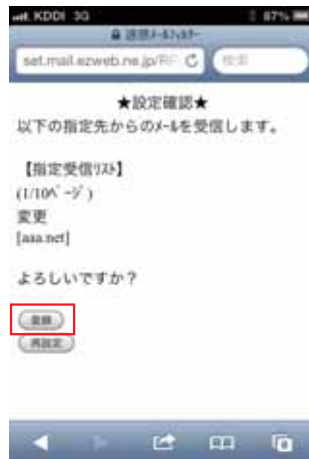 KDDI 3G 87%
迷惑メールフィルター
set.mail.ezweb.ne.jp/RF 検索
★設定確認★
以下の指定先からのメールを受信します。
【指定受信リスト】
(1/10ページ)
変更
[aaa.net]
よろしいですか？
登録
再設定